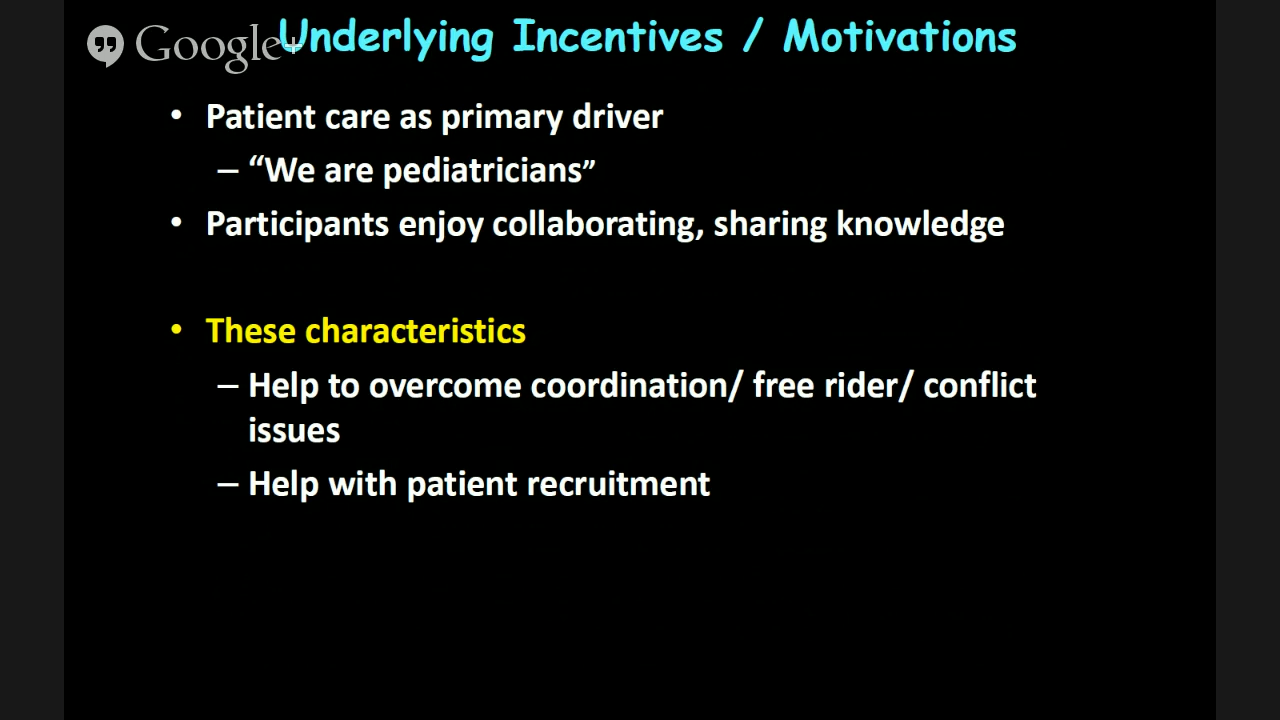 Google+
Underlying Incentives / Motivations
• Patient care as primary driver
– “We are pediatricians”
• Participants enjoy collaborating, sharing knowledge
• These characteristics
– Help to overcome coordination/ free rider/ conflict
issues
– Help with patient recruitment